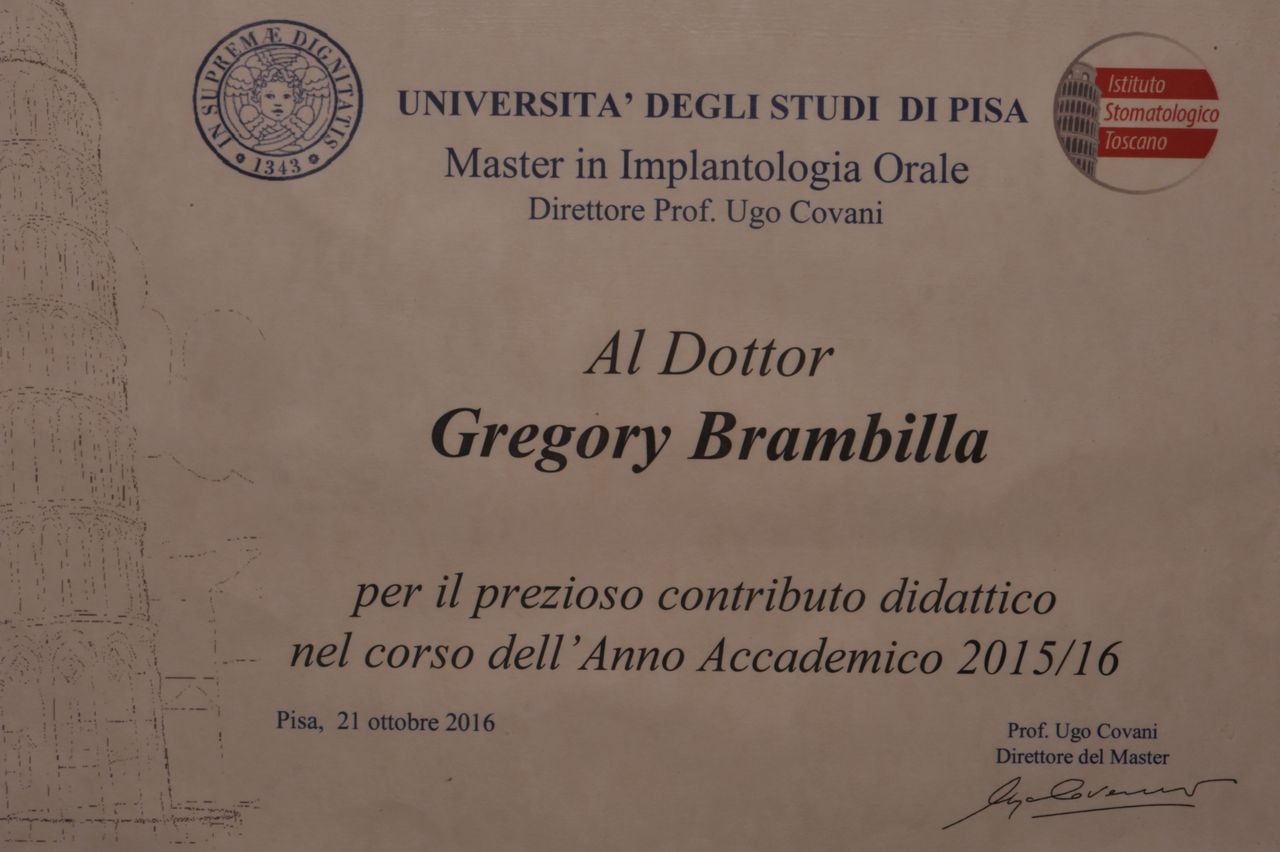 IN SUPREMÆ DIGNITATIS
1343
UNIVERSITA' DEGLI STUDI DI PISA
Master in Implantologia Orale
Direttore Prof. Ugo Covani
Istituto
Stomatologico
Toscano
Al Dottor
Gregory Brambilla
per il prezioso contributo didattico
nel corso dell'Anno Accademico 2015/16
Pisa, 21 ottobre 2016
Prof. Ugo Covani
Direttore del Master
Ugo Covani